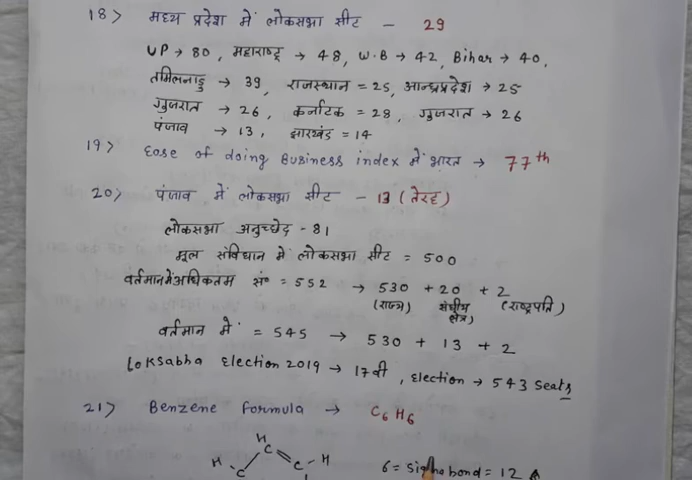 18> मध्य प्रदेश में लोकसभा सीट - 29
UP → 80, महाराष्ट्र → 48, W.B → 42, Bihar → 40,
तमिलनाडु → 39, राजस्थान = 25, आन्ध्रप्रदेश → 25
गुजरात → 26, कर्नाटक = 28, गुजरात → 26
पंजाब → 13, झारखंड = 14
19> Ease of doing Business index में भारत → 77th
20> पंजाब में लोकसभा सीट - 13 (तेरह)
लोकसभा अनुच्छेद - 81
मूल संविधान में लोकसभा सीट = 500
वर्तमान में अधिकतम सं० = 552 → 530 + 20 + 2
(राज्य) संघीय क्षेत्र) (राष्ट्रपति)
वर्तमान में = 545 → 530 + 13 + 2
Loksabha Election 2019 → 17वी, Election → 543 seats
21> Benzene formula → C6H6
H
H C C C H
6 = sigma bond = 12